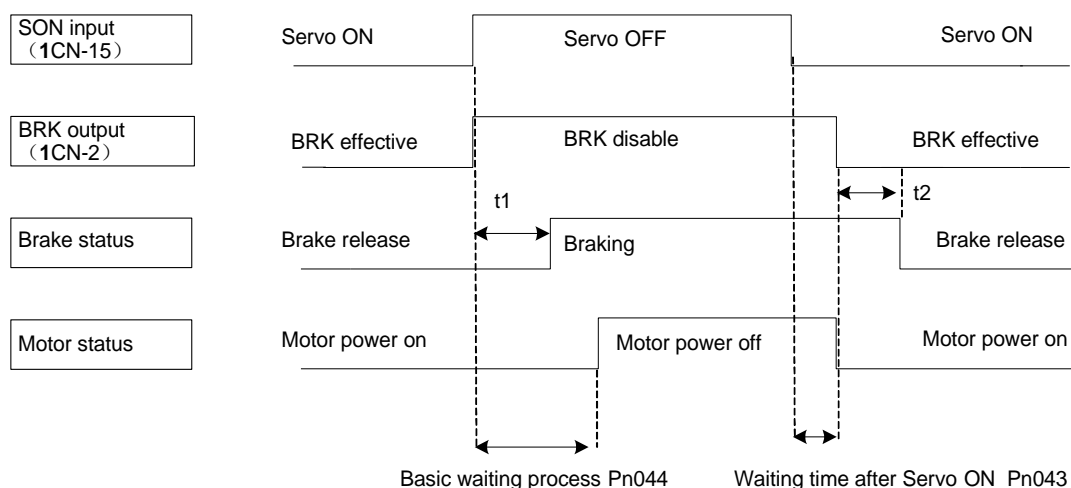 SON input
（1CN-15）
Servo ON
Servo OFF
Servo ON
BRK output
（1CN-2）
BRK effective
BRK disable
BRK effective
t1
t2
Brake status
Brake release
Braking
Brake release
Motor status
Motor power on
Motor power off
Motor power on
Basic waiting process Pn044
Waiting time after Servo ON Pn043